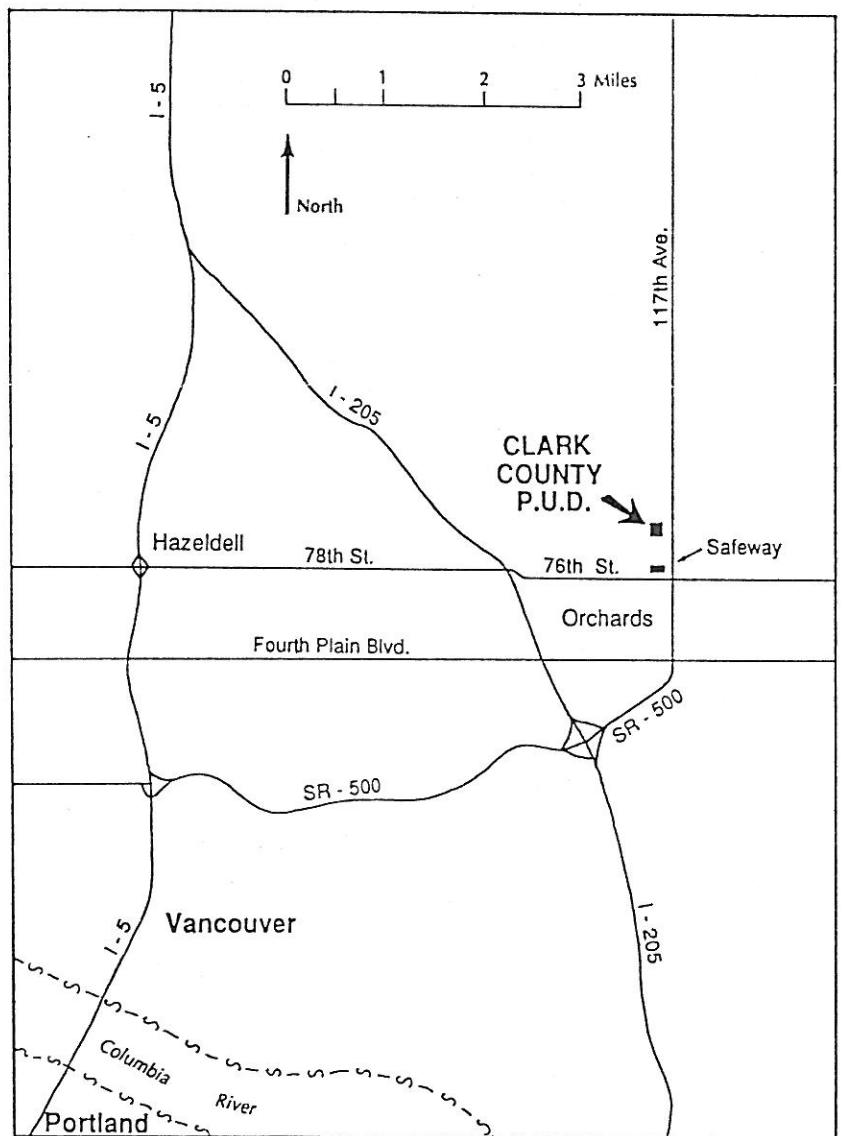 0 1 2 3 Miles
I-5
North
117th Ave.
I-205
I-5
CLARK
COUNTY
P.U.D.
Hazeldell
78th St.
76th St.
Safeway
Orchards
Fourth Plain Blvd.
SR-500
SR-500
Vancouver
I-5
I-205
Columbia
River
Portland